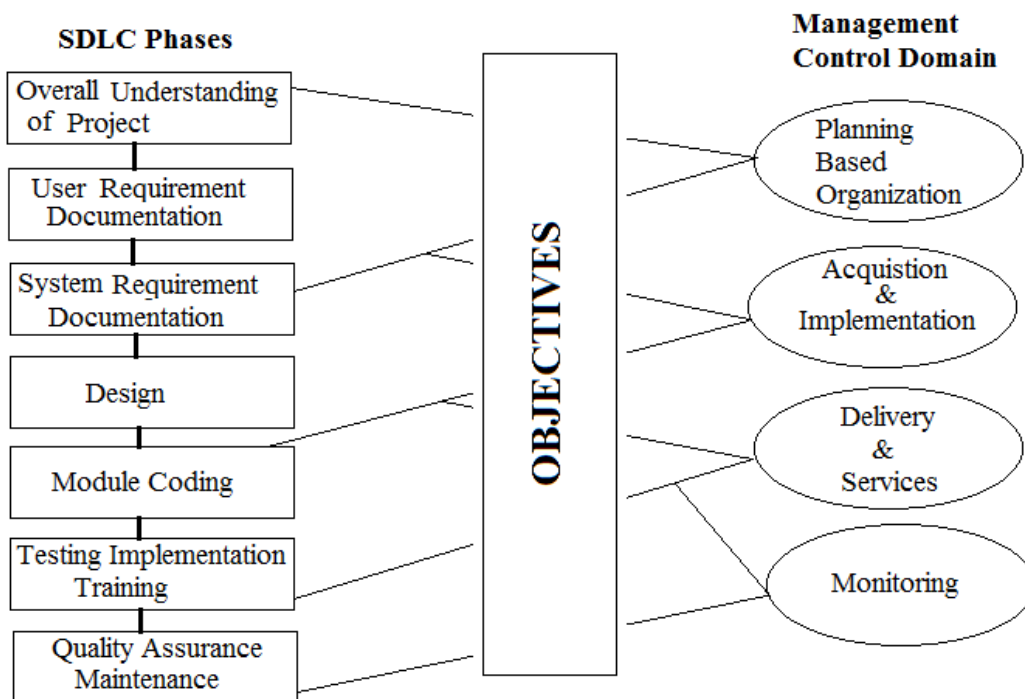 SDLC Phases
Overall Understanding
of Project
User Requirement
Documentation
System Requirement
Documentation
Design
Module Coding
Testing Implementation
Training
Quality Assurance
Maintenance
OBJECTIVES
Management
Control Domain
Planning
Based
Organization
Acquistion
&
Implementation
Delivery
&
Services
Monitoring